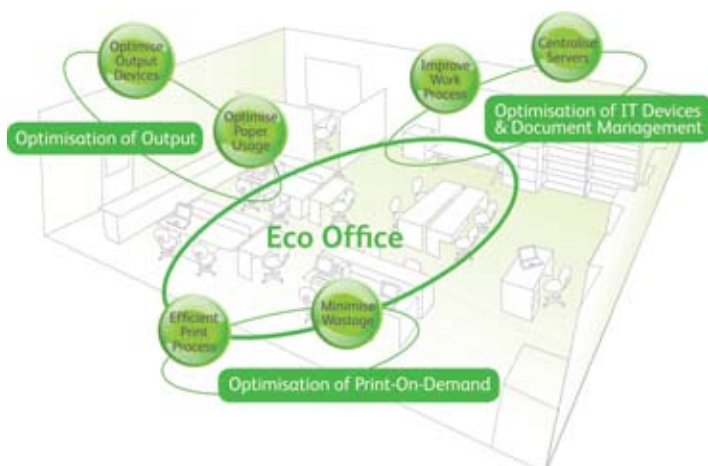 Optimise
Output
Devices
Centralise
Servers
Improve
Work
Process
Optimise
Paper
Usage
Optimisation of IT Devices
& Document Management
Optimisation of Output
Eco Office
Efficient
Print
Process
Minimise
Wastage
Optimisation of Print-On-Demand